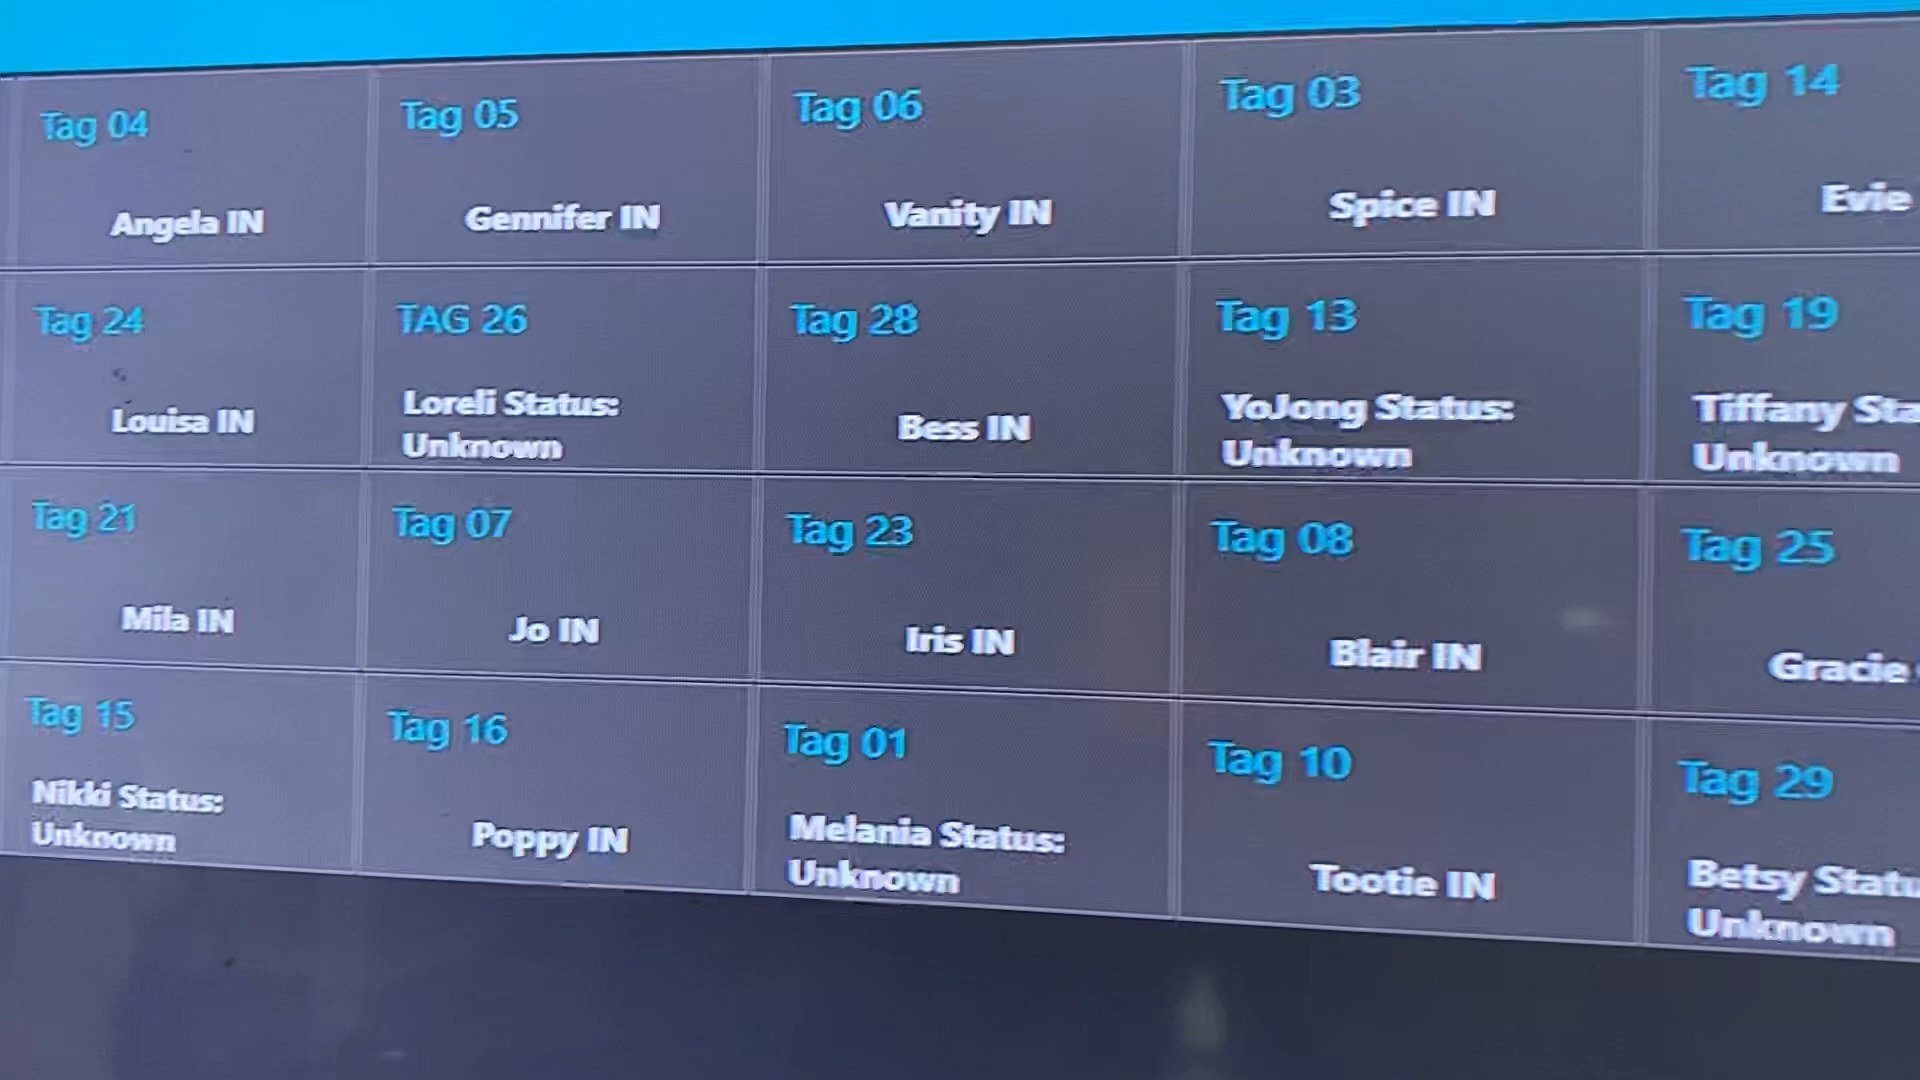 Tag 04
Tag 05
Tag 06
Tag 03
Tag 14
Angela IN
Gennifer IN
Vanity IN
Spice IN
Evie
Tag 24
TAG 26
Tag 28
Tag 13
Tag 19
Louisa IN
Loreli Status:
Unknown
Bess IN
YoJong Status:
Unknown
Tiffany Sta
Unknown
Tag 21
Tag 07
Tag 23
Tag 08
Tag 25
Mila IN
Jo IN
Iris IN
Blair IN
Gracie
Tag 15
Tag 16
Tag 01
Tag 10
Tag 29
Nikki Status:
Unknown
Poppy IN
Melania Status:
Unknown
Tootie IN
Betsy Statu
Unknown